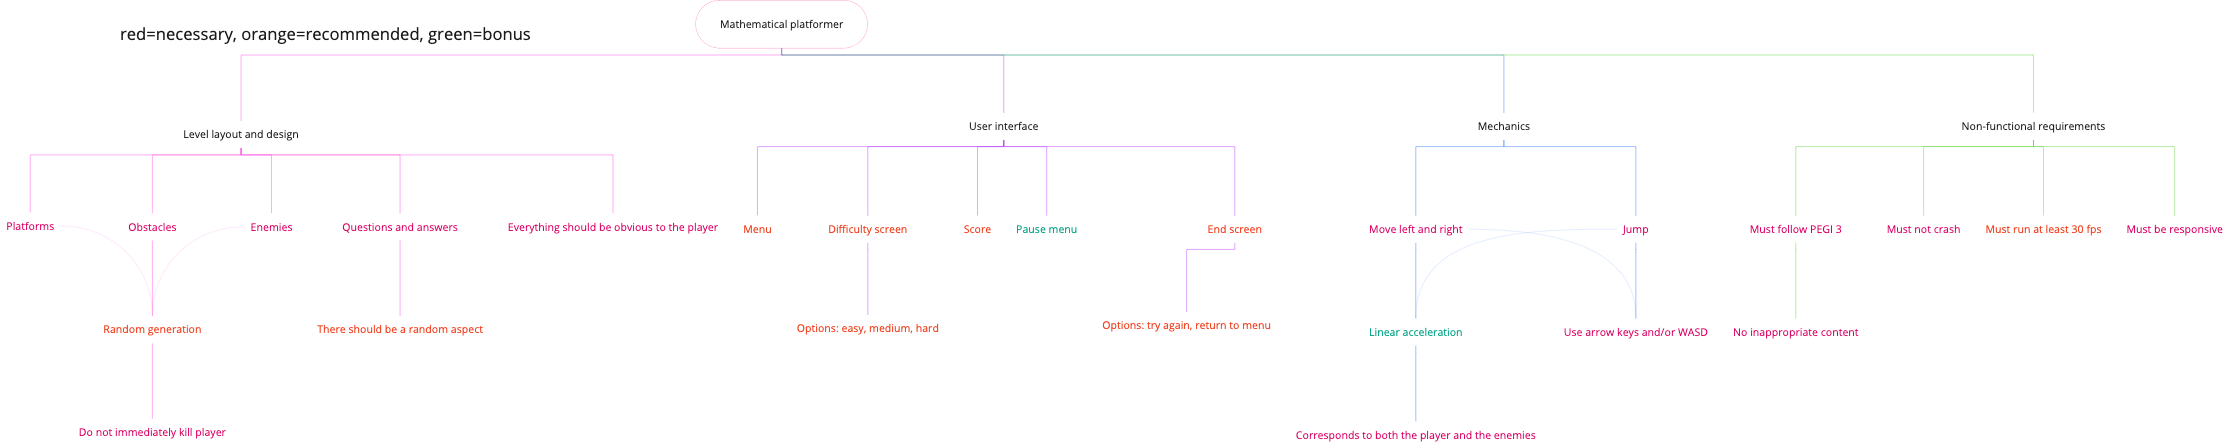 Mathematical platformer
red=necessary, orange=recommended, green=bonus
Level layout and design
User interface
Mechanics
Non-functional requirements
Platforms
Obstacles
Enemies
Questions and answers
Everything should be obvious to the player
Menu
Difficulty screen
Score
Pause menu
End screen
Move left and right
Jump
Must follow PEGI 3
Must not crash
Must run at least 30 fps
Must be responsive
Random generation
There should be a random aspect
Options: easy, medium, hard
Options: try again, return to menu
Linear acceleration
Use arrow keys and/or WASD
No inappropriate content
Do not immediately kill player
Corresponds to both the player and the enemies